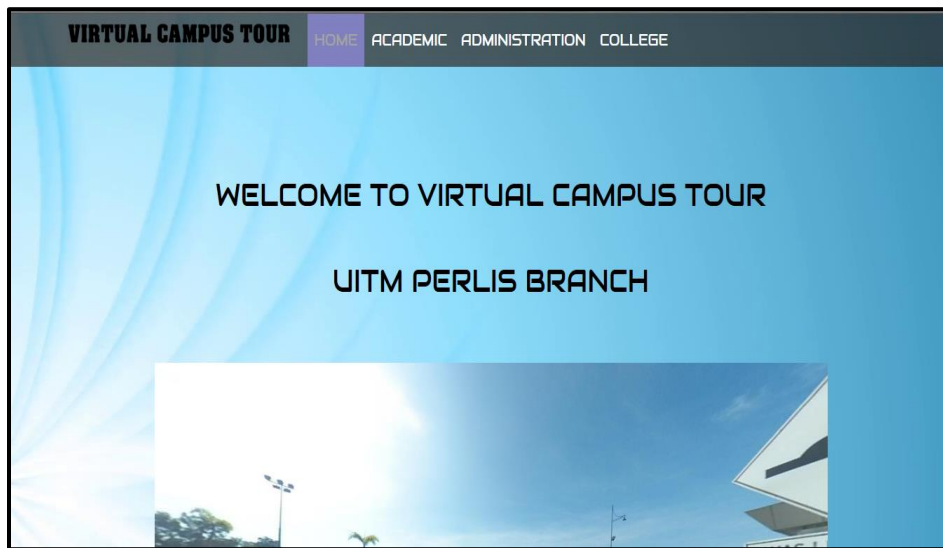 VIRTUAL CAMPUS TOUR
HOME ACADEMIC ADMINISTRATION COLLEGE
WELCOME TO VIRTUAL CAMPUS TOUR
UITM PERLIS BRANCH